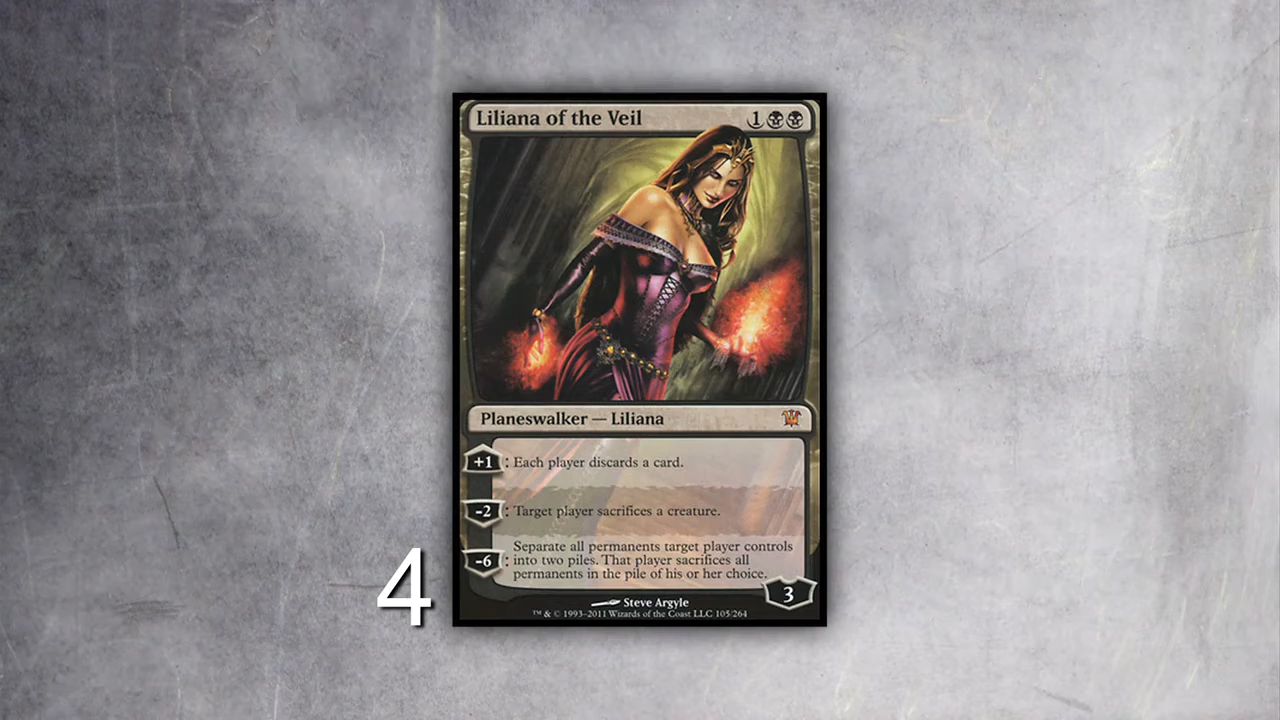 Liliana of the Veil 1
Planeswalker — Liliana
+1 : Each player discards a card.
-2 : Target player sacrifices a creature.
Separate all permanents target player controls
-6 : into two piles. That player sacrifices all
permanents in the pile of his or her choice.
3
Steve Argyle
™ & © 1993–2011 Wizards of the Coast LLC 105/264
4